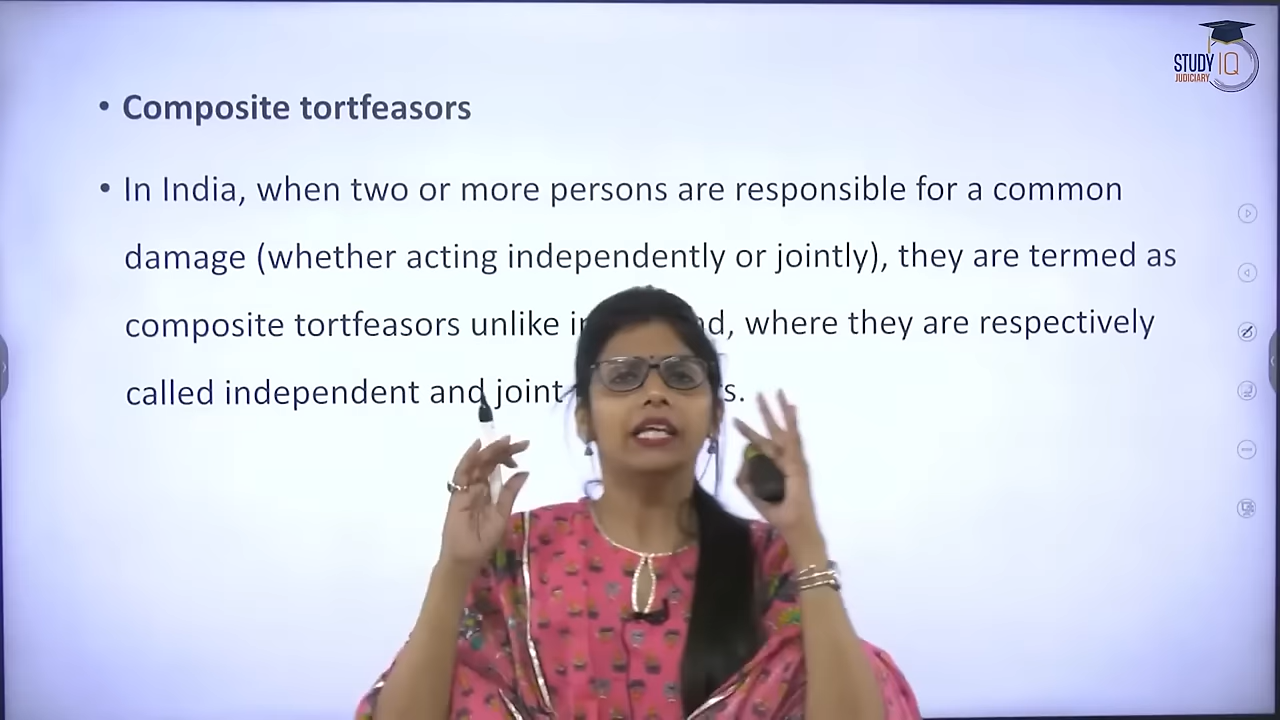 STUDY IQ
JUDICIARY
• Composite tortfeasors
• In India, when two or more persons are responsible for a common
damage (whether acting independently or jointly), they are termed as
composite tortfeasors unlike where they are respectively
called independent and joint